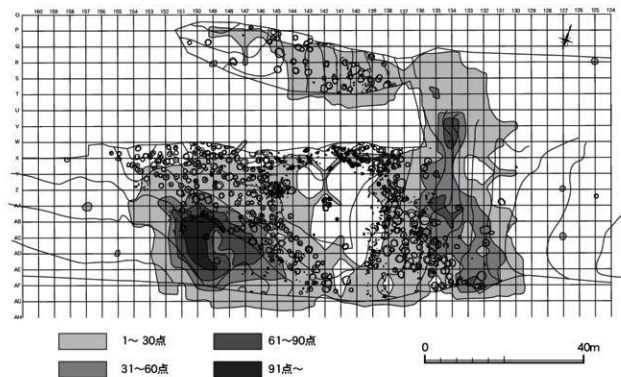 160 159 158 157 156 155 154 153 152 151 150 149 148 147 146 145 144 143 142 141 140 139 138 137 136 135 134 133 132 131 130 129 128 127 126 125 124
O
P
Q
R
S
T
U
V
W
X
Y
Z
AA
AB
AC
AD
AE
AF
AG
AH
1～30点
61～90点
31～60点
91点～
0
40m